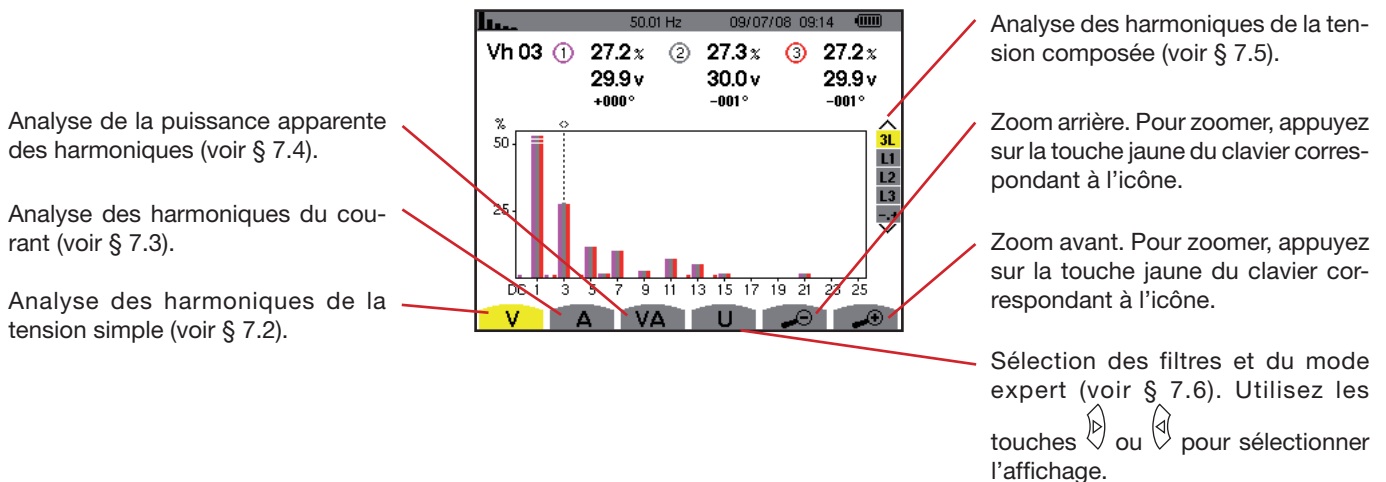 Analyse de la puissance apparente
des harmoniques (voir § 7.4).
Analyse des harmoniques du cou-
rant (voir § 7.3).
Analyse des harmoniques de la
tension simple (voir § 7.2).
50.01 Hz 09/07/08 09:14
Vh 03 1 27.2 % 2 27.3 % 3 27.2 %
29.9 v 30.0 v 29.9 v
+000° -001° -001°
%
50
25
DC 1 3 5 7 9 11 13 15 17 19 21 23 25
3L
L1
L2
L3
-.+
V A VA U
Analyse des harmoniques de la ten-
sion composée (voir § 7.5).
Zoom arrière. Pour zoomer, appuyez
sur la touche jaune du clavier corres-
pondant à l'icône.
Zoom avant. Pour zoomer, appuyez
sur la touche jaune du clavier cor-
respondant à l'icône.
Sélection des filtres et du mode
expert (voir § 7.6). Utilisez les
touches ou pour sélectionner
l'affichage.